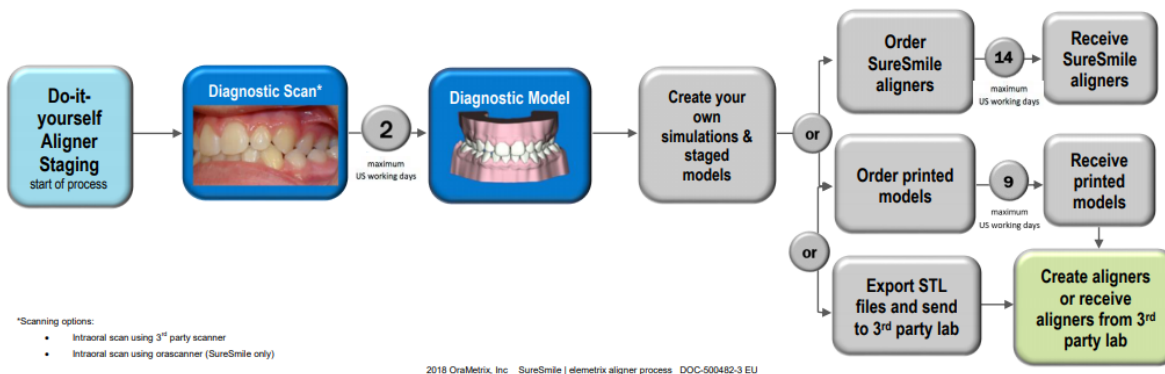 Do-it-
yourself
Aligner
Staging
start of process
Diagnostic Scan*
2
maximum
US working days
Diagnostic Model
Create your
own
simulations &
staged
models
or
or
Order
SureSmile
aligners
14
maximum
US working days
Receive
SureSmile
aligners
Order printed
models
9
maximum
US working days
Receive
printed
models
Export STL
files and send
to 3rd party lab
Create aligners
or receive
aligners from 3rd
party lab
*Scanning options:
• Intraoral scan using 3rd party scanner
• Intraoral scan using orascanner (SureSmile only)
2018 OraMetrix, Inc SureSmile | elemetrix aligner process DOC-500482-3 EU